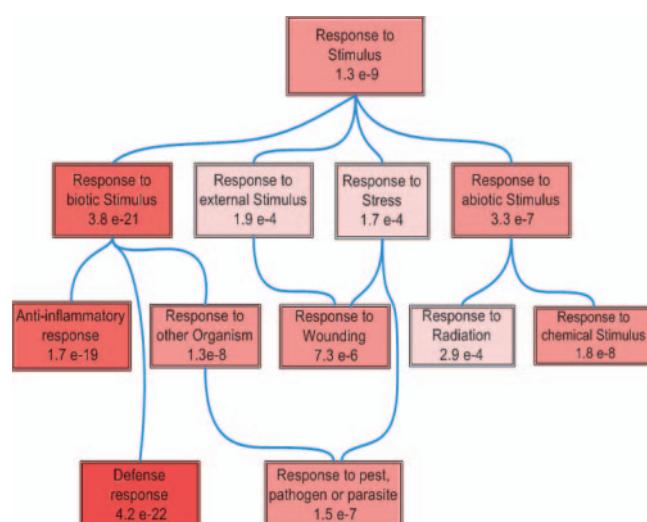 Response to
Stimulus
1.3 e-9
Response to
biotic Stimulus
3.8 e-21
Response to
external Stimulus
1.9 e-4
Response to
Stress
1.7 e-4
Response to
abiotic Stimulus
3.3 e-7
Anti-inflammatory
response
1.7 e-19
Response to
other Organism
1.3e-8
Response to
Wounding
7.3 e-6
Response to
Radiation
2.9 e-4
Response to
chemical Stimulus
1.8 e-8
Defense
response
4.2 e-22
Response to pest,
pathogen or parasite
1.5 e-7